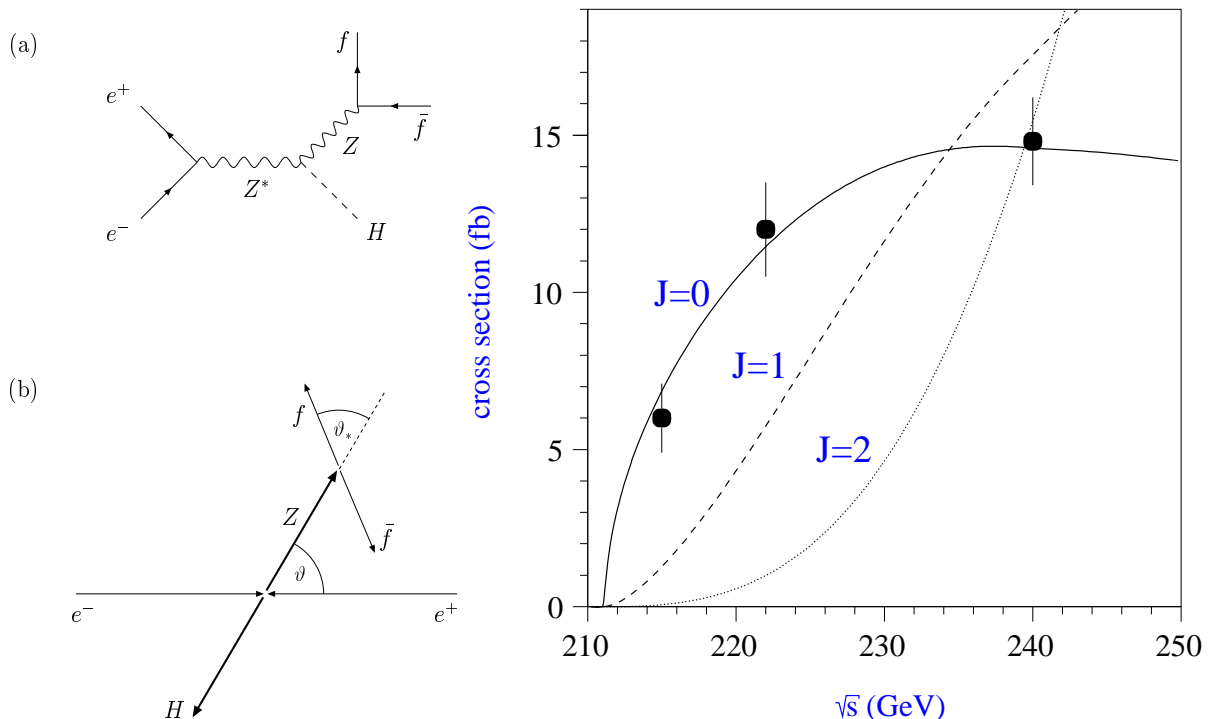 (a)
f
e⁺
f̄
Z
Z*
e⁻
H
(b)
f
ϑ*
Z
f̄
ϑ
e⁻
e⁺
H
cross section (fb)
15
10
5
0
J=0
J=1
J=2
210
220
230
240
250
√s (GeV)